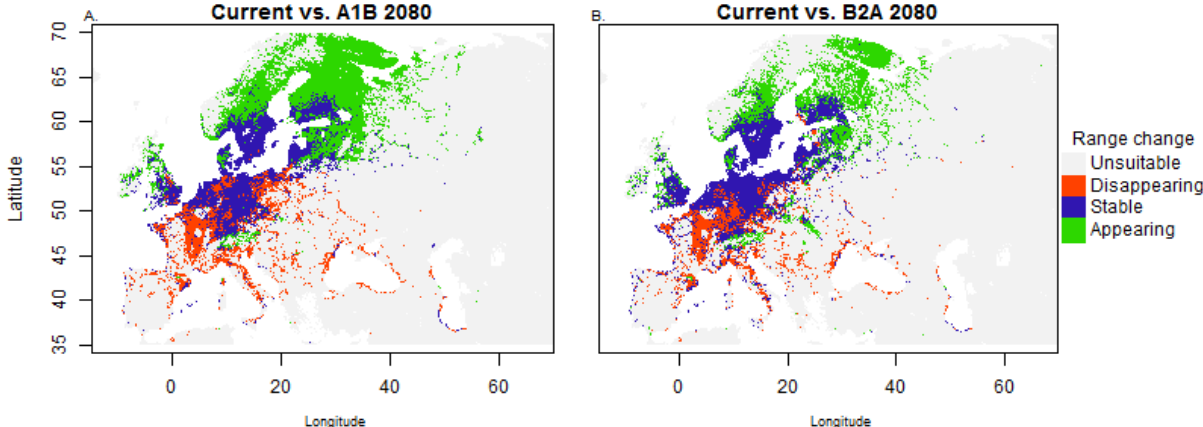 A. Current vs. A1B 2080
B. Current vs. B2A 2080
Latitude
70
65
60
55
50
45
40
35
0 20 40 60
Longitude
0 20 40 60
Longitude
Range change
Unsuitable
Disappearing
Stable
Appearing